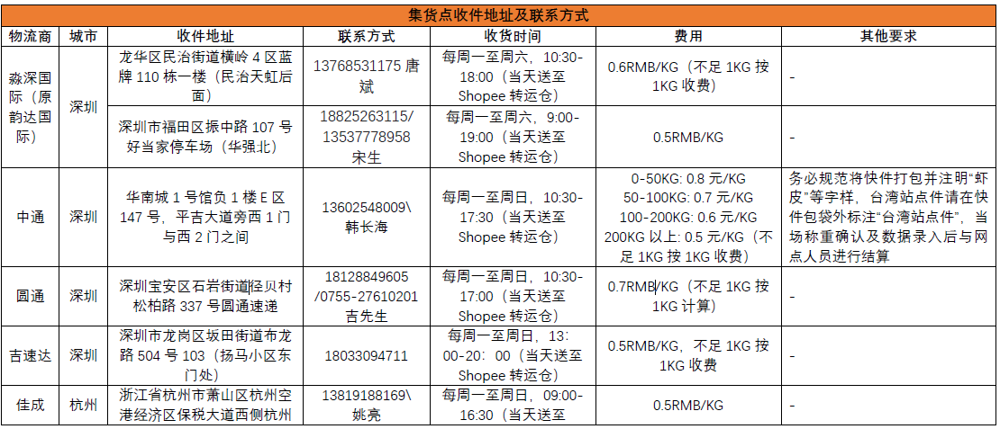 集货点收件地址及联系方式
物流商 城市 收件地址 联系方式 收货时间 费用 其他要求
淼深国
际（原
韵达国
际）
深圳
龙华区民治街道横岭 4 区蓝
牌 110 栋一楼（民治天虹后
面）
13768531175 唐
斌
每周一至周六，10:30-
18:00（当天送至
Shopee 转运仓）
0.6RMB/KG（不足 1KG 按
1KG 收费）
-
深圳市福田区振中路 107 号
好当家停车场（华强北）
18825263115/
13537778958
宋生
每周一至周六，9:00-
19:00（当天送至
Shopee 转运仓）
0.5RMB/KG
-
中通
深圳
华南城 1 号馆负 1 楼 E 区
147 号，平吉大道旁西 1 门
与西 2 门之间
13602548009\
韩长海
每周一至周日，10:30-
17:30（当天送至
Shopee 转运仓）
0-50KG: 0.8 元/KG
50-100KG: 0.7 元/KG
100-200KG: 0.6 元/KG
200KG 以上: 0.5 元/KG（不
足 1KG 按 1KG 收费）
务必规范将快件打包并注明“虾
皮”等字样，台湾站点件请在快
件包袋外标注“台湾站点件”，当
场称重确认及数据录入后与网
点人员进行结算
圆通
深圳
深圳宝安区石岩街道径贝村
松柏路 337 号圆通速递
18128849605
/0755-27610201
吉先生
每周一至周日，10:30-
17:00（当天送至
Shopee 转运仓）
0.7RMB/KG（不足 1KG 按
1KG 计算）
-
吉速达
深圳
深圳市龙岗区坂田街道布龙
路 504 号 103（扬马小区东
门处）
18033094711
每周一至周日，13：
00-20：00（当天送至
Shopee 转运仓）
0.5RMB/KG，不足 1KG 按
1KG 收费
-
佳成
杭州
浙江省杭州市萧山区杭州空
港经济区保税大道西侧杭州
13819188169\
姚亮
每周一至周日，09:00-
16:30（当天送至
0.5RMB/KG
-